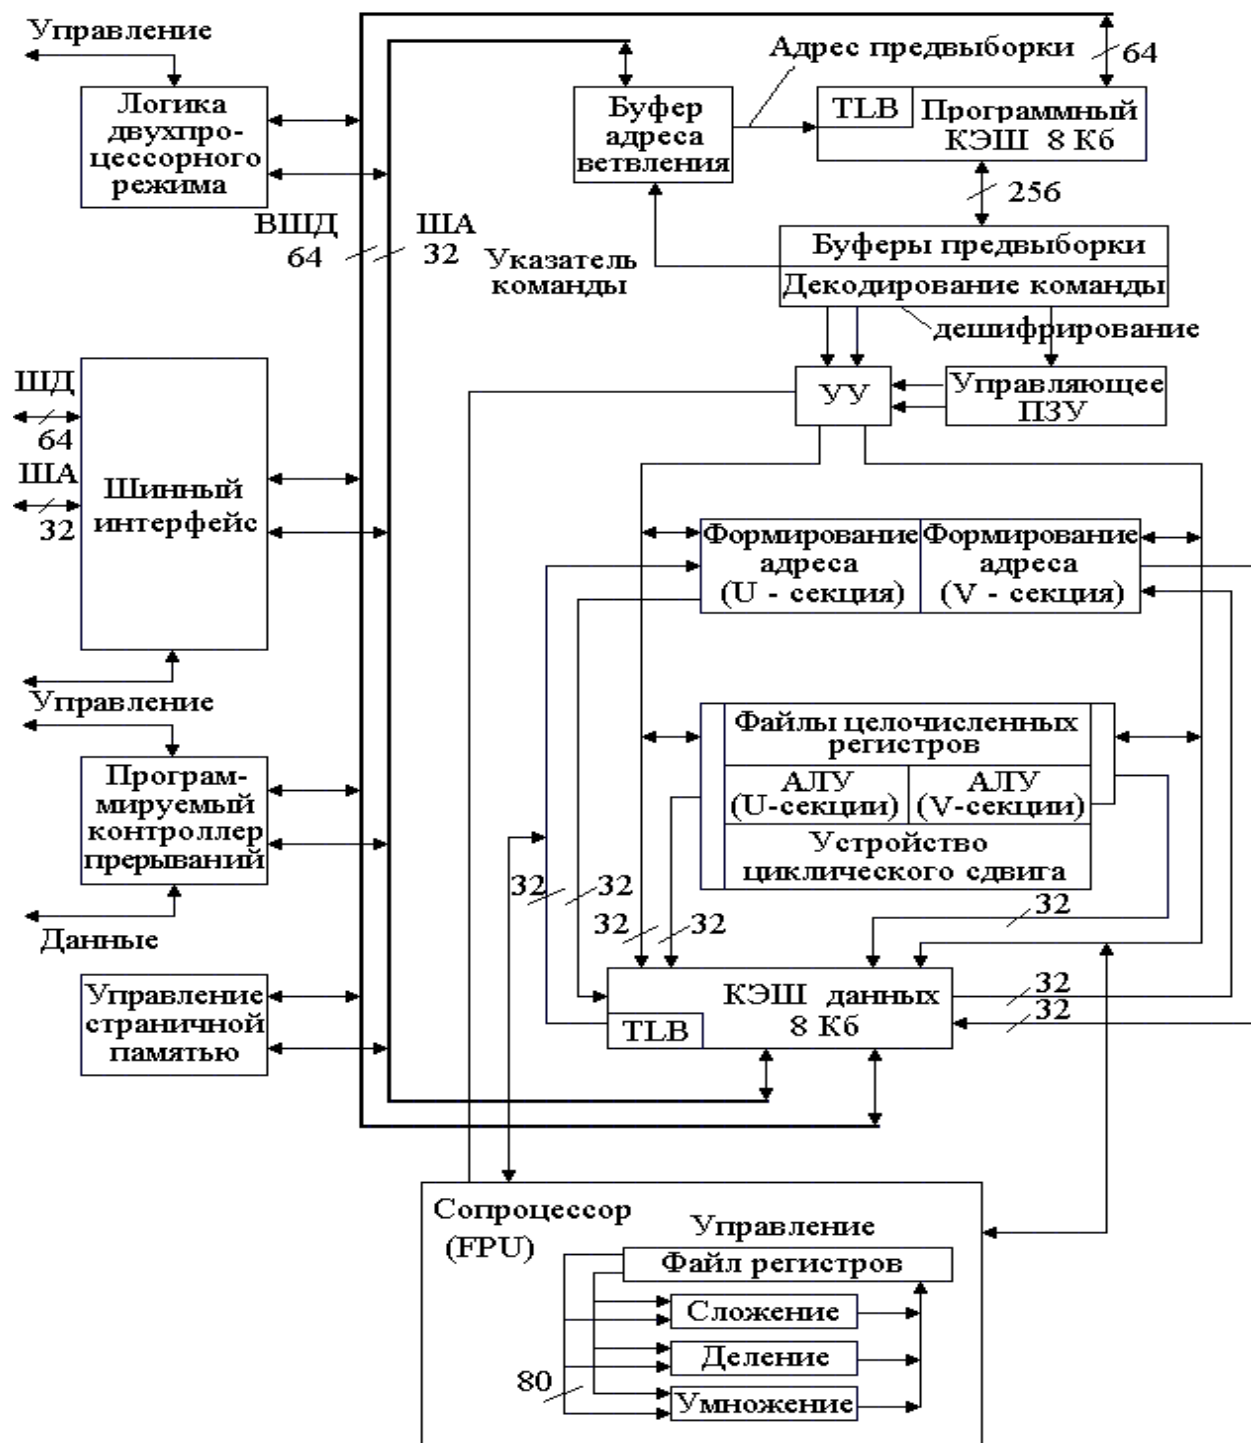 Управление
Логика
двухпро-
цессорного
режима
ВШД
64
ША
32
Буфер
адреса
ветвления
Адрес предвыборки
64
TLB
Программный
КЭШ 8 Кб
256
Указатель
команды
Буферы предвыборки
Декодирование команды
дешифрирование
УУ
Управляющее
ПЗУ
ШД
64
ША
32
Шинный
интерфейс
Управление
Формирование
адреса
(U - секция)
Формирование
адреса
(V - секция)
Програм-
мируемый
контроллер
прерываний
Данные
Файлы целочисленных
регистров
АЛУ
(U-секции)
АЛУ
(V-секции)
Устройство
циклического сдвига
32
32
32
32
32
Управление
страничной
памятью
КЭШ данных
8 Кб
TLB
32
32
Сопроцессор
(FPU)
Управление
Файл регистров
Сложение
Деление
Умножение
80